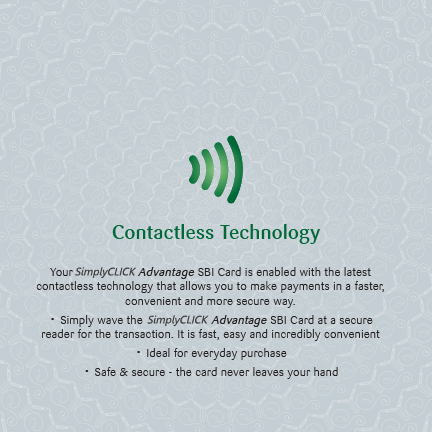 Contactless Technology
Your SimplyCLICK Advantage SBI Card is enabled with the latest
contactless technology that allows you to make payments in a faster,
convenient and more secure way.
• Simply wave the SimplyCLICK Advantage SBI Card at a secure
reader for the transaction. It is fast, easy and incredibly convenient
• Ideal for everyday purchase
• Safe & secure - the card never leaves your hand